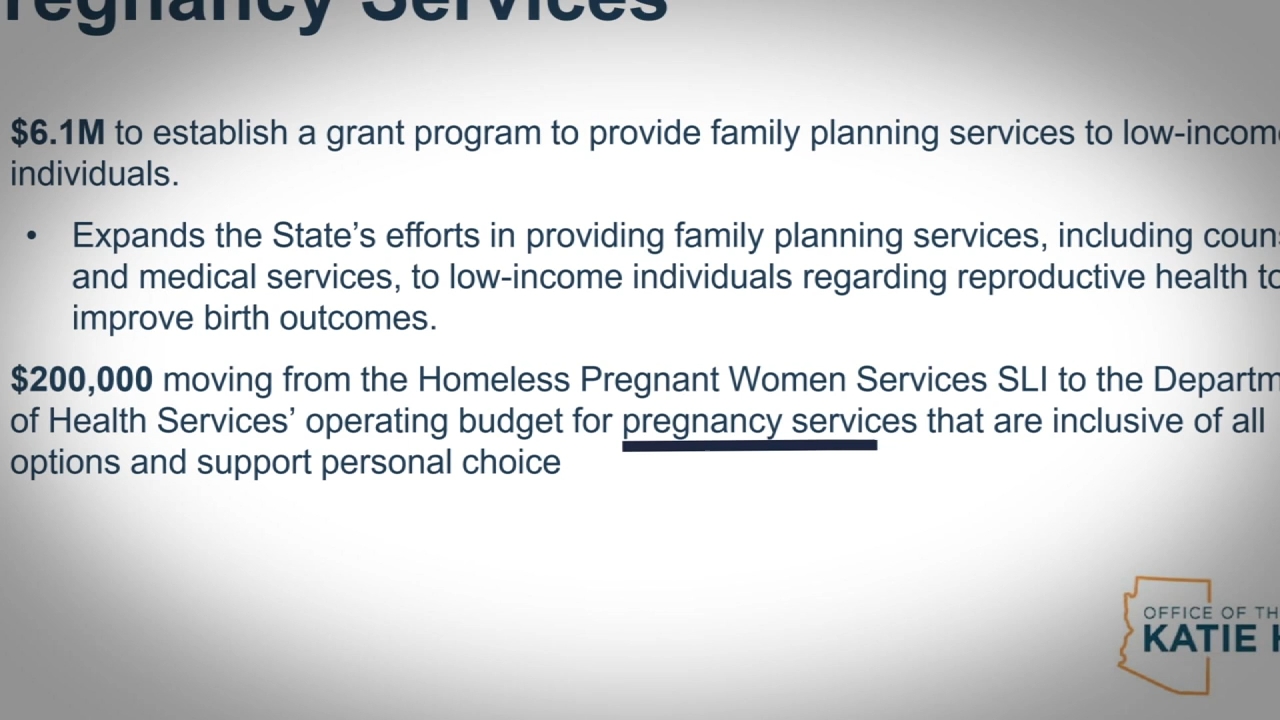 regnancy Services
$6.1M to establish a grant program to provide family planning services to low-income
individuals.
• Expands the State’s efforts in providing family planning services, including coun
and medical services, to low-income individuals regarding reproductive health to
improve birth outcomes.
$200,000 moving from the Homeless Pregnant Women Services SLI to the Departm
of Health Services’ operating budget for pregnancy services that are inclusive of all
options and support personal choice
OFFICE OF TH
KATIE H